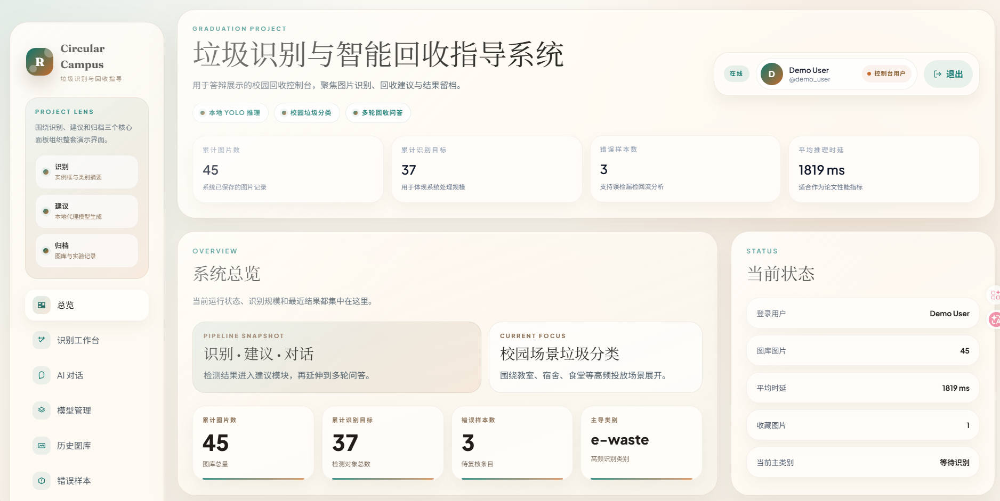 R
Circular
Campus
垃圾识别与回收指导
PROJECT LENS
围绕识别、建议和归档三个核心
面板组织整套演示界面。
识别
实例框与类别摘要
建议
本地代理模型生成
归档
图库与实验记录
总览
识别工作台
AI 对话
模型管理
历史图库
错误样本
GRADUATION PROJECT
垃圾识别与智能回收指导系统
用于答辩展示的校园回收控制台，聚焦图片识别、回收建议与结果留档。
本地 YOLO 推理
校园垃圾分类
多轮回收问答
在线
D
Demo User
@demo_user
控制台用户
退出
累计图片数
45
系统已保存的图片记录
累计识别目标
37
用于体现系统处理规模
错误样本数
3
支持误检漏检回流分析
平均推理时延
1819 ms
适合作为论文性能指标
OVERVIEW
系统总览
当前运行状态、识别规模和最近结果都集中在这里。
PIPELINE SNAPSHOT
识别 · 建议 · 对话
检测结果进入建议模块，再延伸到多轮问答。
CURRENT FOCUS
校园场景垃圾分类
围绕教室、宿舍、食堂等高频投放场景展开。
累计图片数
45
图库总量
累计识别目标
37
检测对象总数
错误样本数
3
待复核条目
主导类别
e-waste
高频识别类别
STATUS
当前状态
登录用户 Demo User
图库图片 45
平均时延 1819 ms
收藏图片 1
当前主类别 等待识别